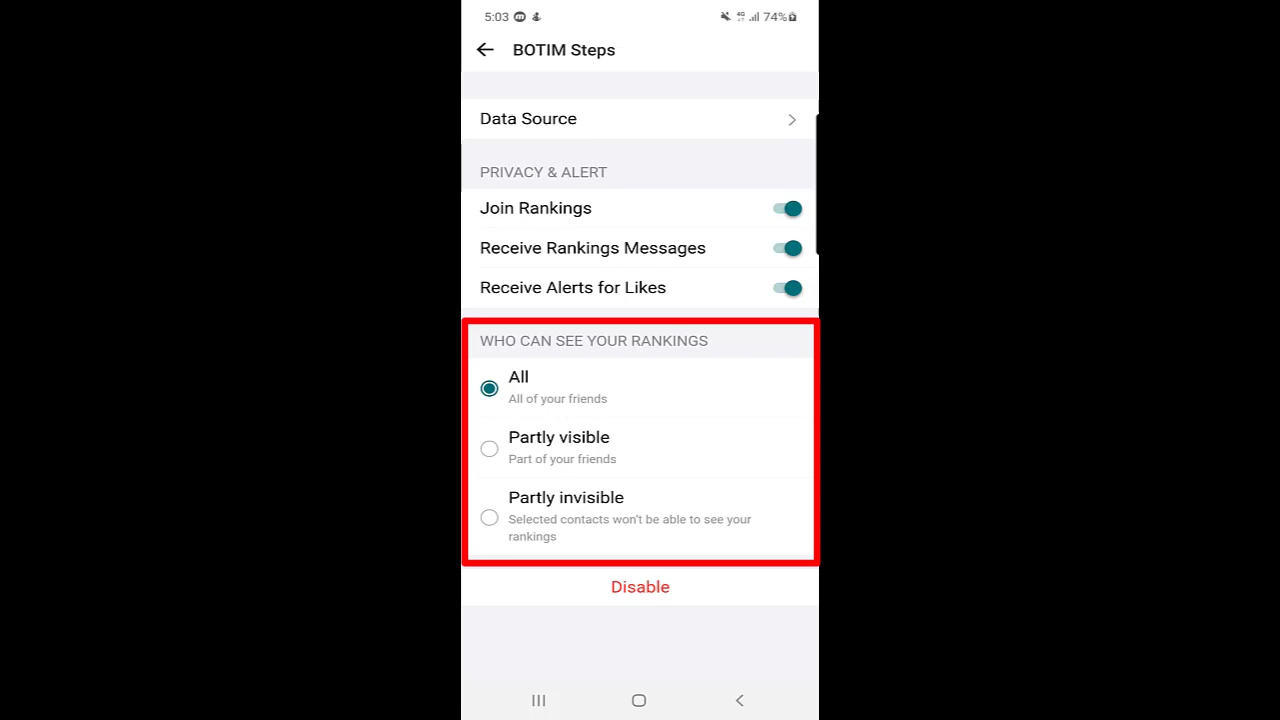 5:03 74%
BOTIM Steps
Data Source
PRIVACY & ALERT
Join Rankings
Receive Rankings Messages
Receive Alerts for Likes
WHO CAN SEE YOUR RANKINGS
All
All of your friends
Partly visible
Part of your friends
Partly invisible
Selected contacts won't be able to see your
rankings
Disable